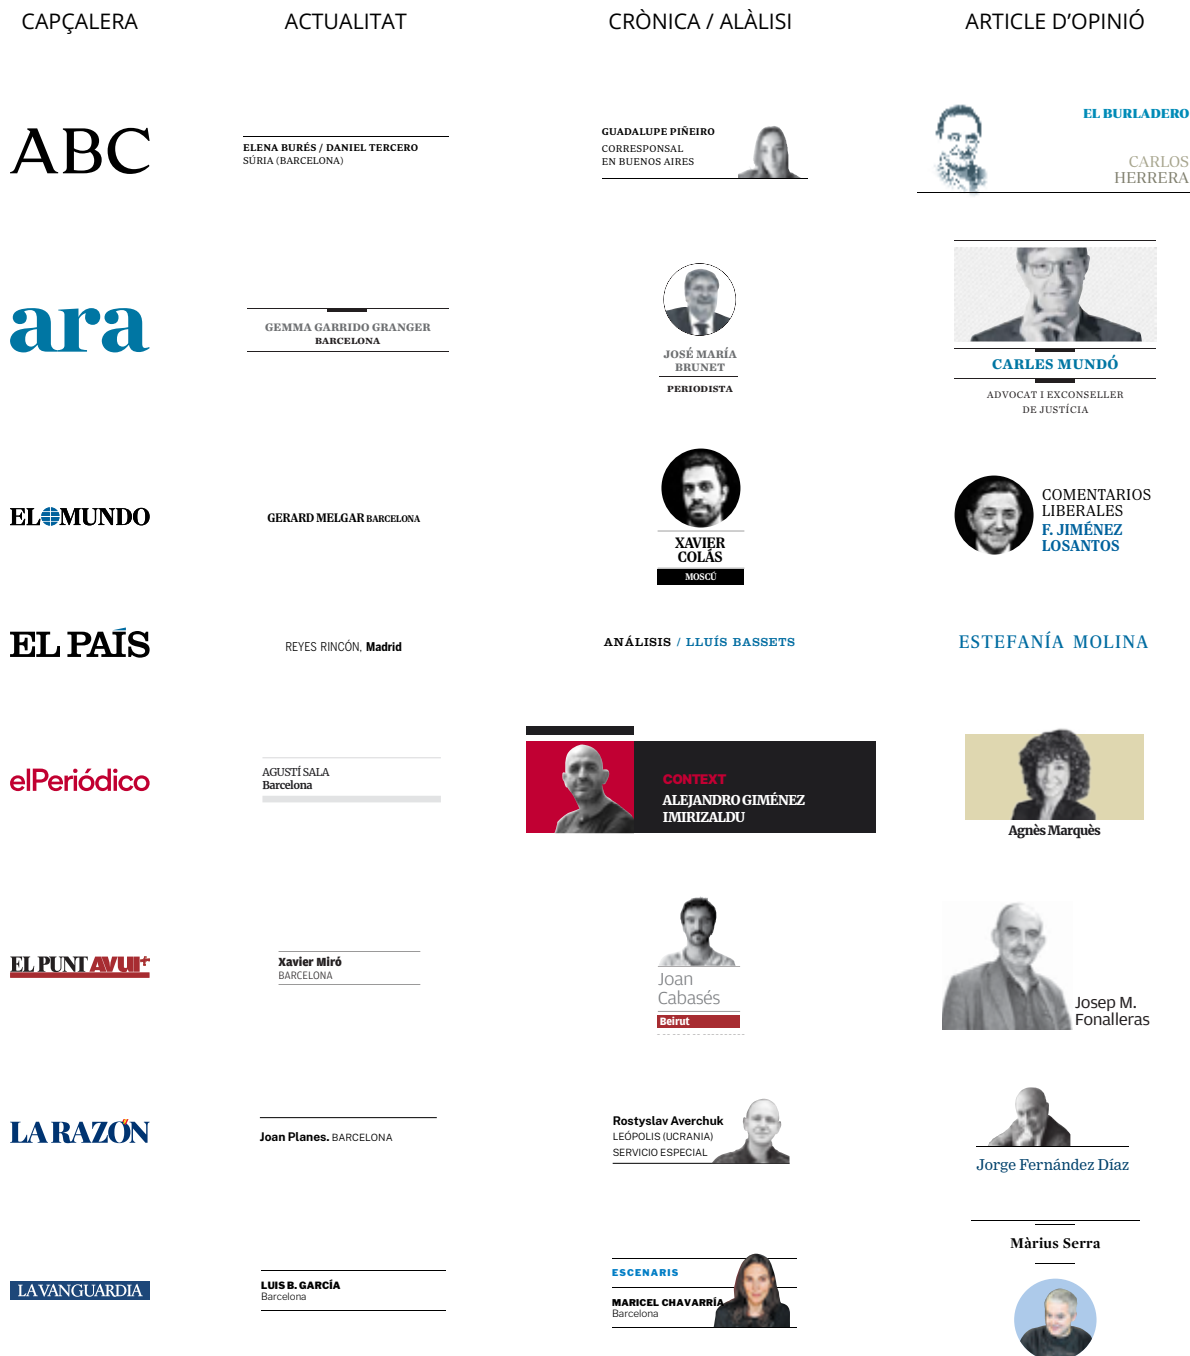 CAPÇALERA
ACTUALITAT
CRÒNICA / ALÀLISI
ARTICLE D’OPINIÓ
ABC
ELENA BURÉS / DANIEL TERCERO
SÚRIA (BARCELONA)
GUADALUPE PIÑEIRO
CORRESPONSAL
EN BUENOS AIRES
EL BURLADERO
CARLOS
HERRERA
ara
GEMMA GARRIDO GRANGER
BARCELONA
JOSÉ MARÍA
BRUNET
PERIODISTA
CARLES MUNDÓ
ADVOCAT I EXCONSELLER
DE JUSTÍCIA
EL MUNDO
GERARD MELGAR BARCELONA
XAVIER
COLÁS
MOSCÚ
COMENTARIOS
LIBERALES
F. JIMÉNEZ
LOSANTOS
EL PAÍS
REYES RINCÓN, Madrid
ANÁLISIS / LLUÍS BASSETS
ESTEFANÍA MOLINA
elPeriódico
AGUSTÍ SALA
Barcelona
CONTEXT
ALEJANDRO GIMÉNEZ
IMIRIZALDU
Agnès Marquès
EL PUNT AVUI+
Xavier Miró
BARCELONA
Joan
Cabasés
Beirut
Josep M.
Fonalleras
LA RAZÓN
Joan Planes. BARCELONA
Rostyslav Averchuk
LEÓPOLIS (UCRANIA)
SERVICIO ESPECIAL
Jorge Fernández Díaz
LA VANGUARDIA
LUIS B. GARCÍA
Barcelona
ESCENARIS
MARICEL CHAVARRÍA
Barcelona
Màrius Serra